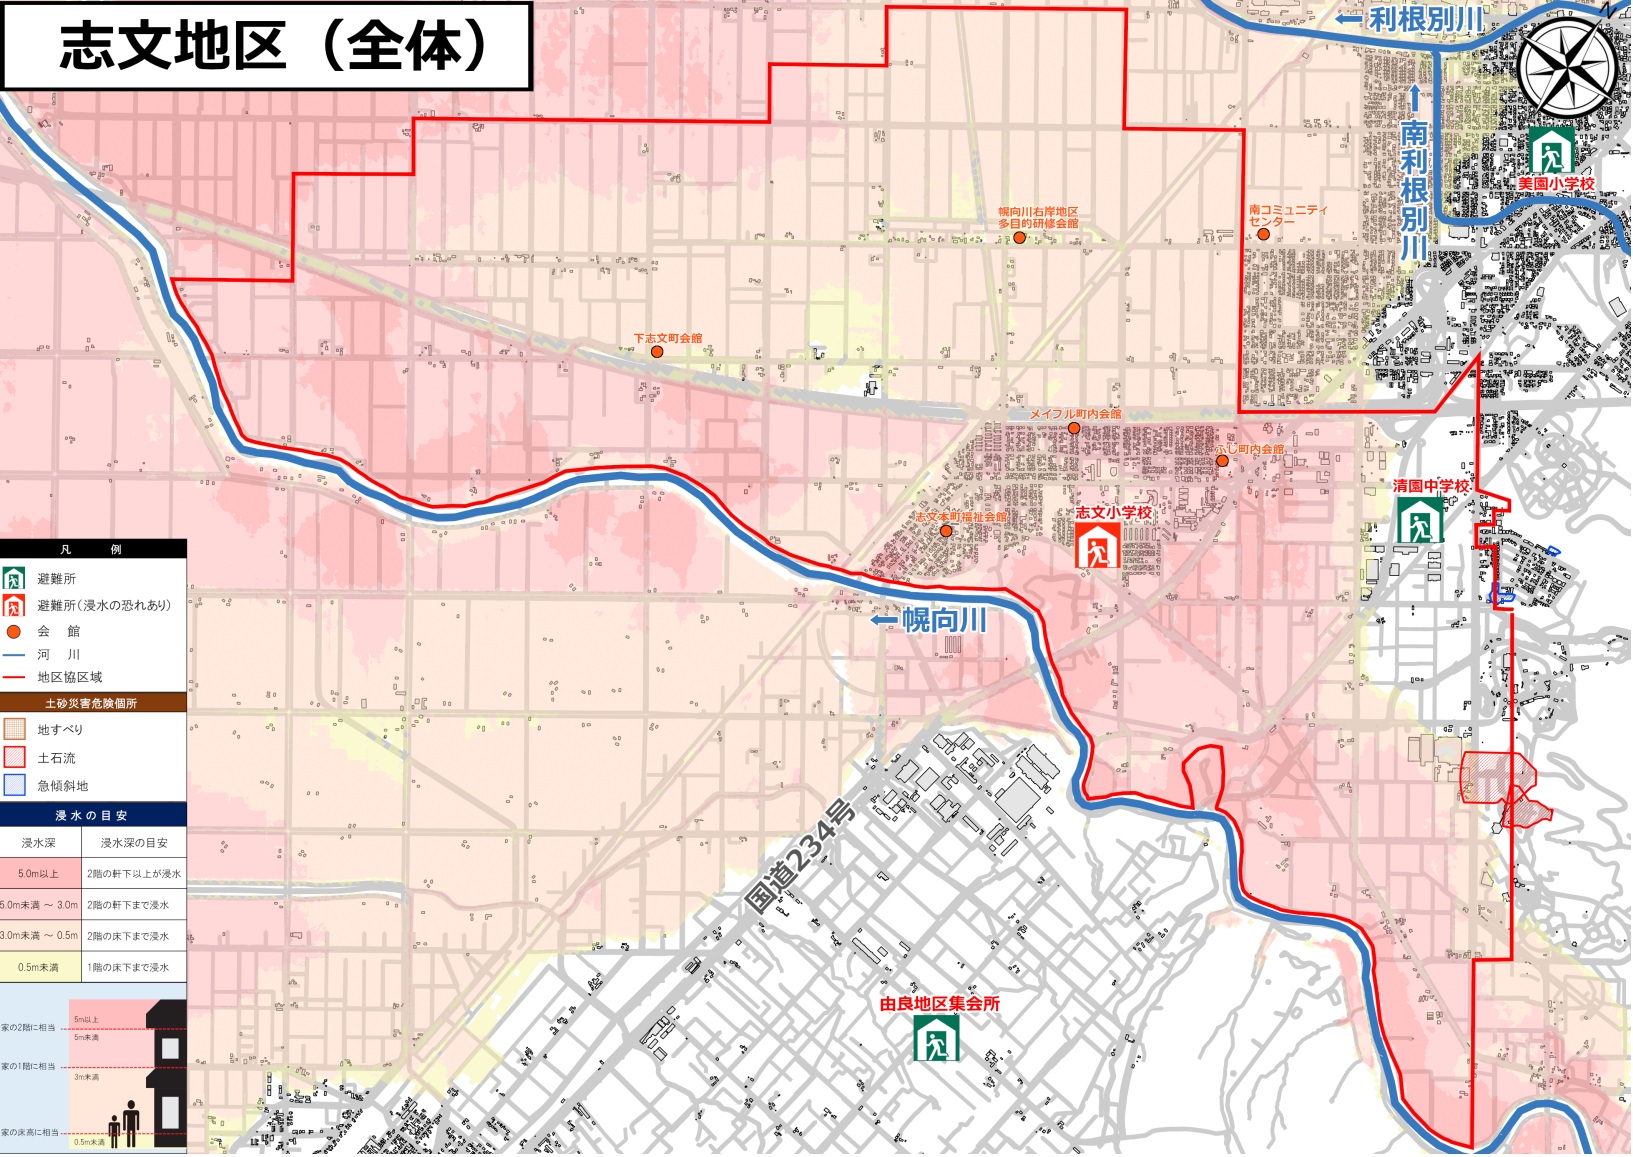 志文地区（全体）
利根別川
N
南利根別川
美園小学校
幌向川右岸地区
多目的研修会館
南コミュニティ
センター
下志文町会館
メイプル町内会館
ふじ町内会館
清園中学校
志文小学校
志文本町福祉会館
幌向川
国道234号
由良地区集会所
凡 例
避難所
避難所(浸水の恐れあり)
会 館
河 川
地区協区域
土砂災害危険個所
地すべり
土石流
急傾斜地
浸水の目安
浸水深 浸水深の目安
5.0m以上 2階の軒下以上が浸水
5.0m未満 ～ 3.0m 2階の軒下まで浸水
3.0m未満 ～ 0.5m 2階の床下まで浸水
0.5m未満 1階の床下まで浸水
5m以上
家の2階に相当
5m未満
家の1階に相当
3m未満
家の床高に相当
0.5m未満